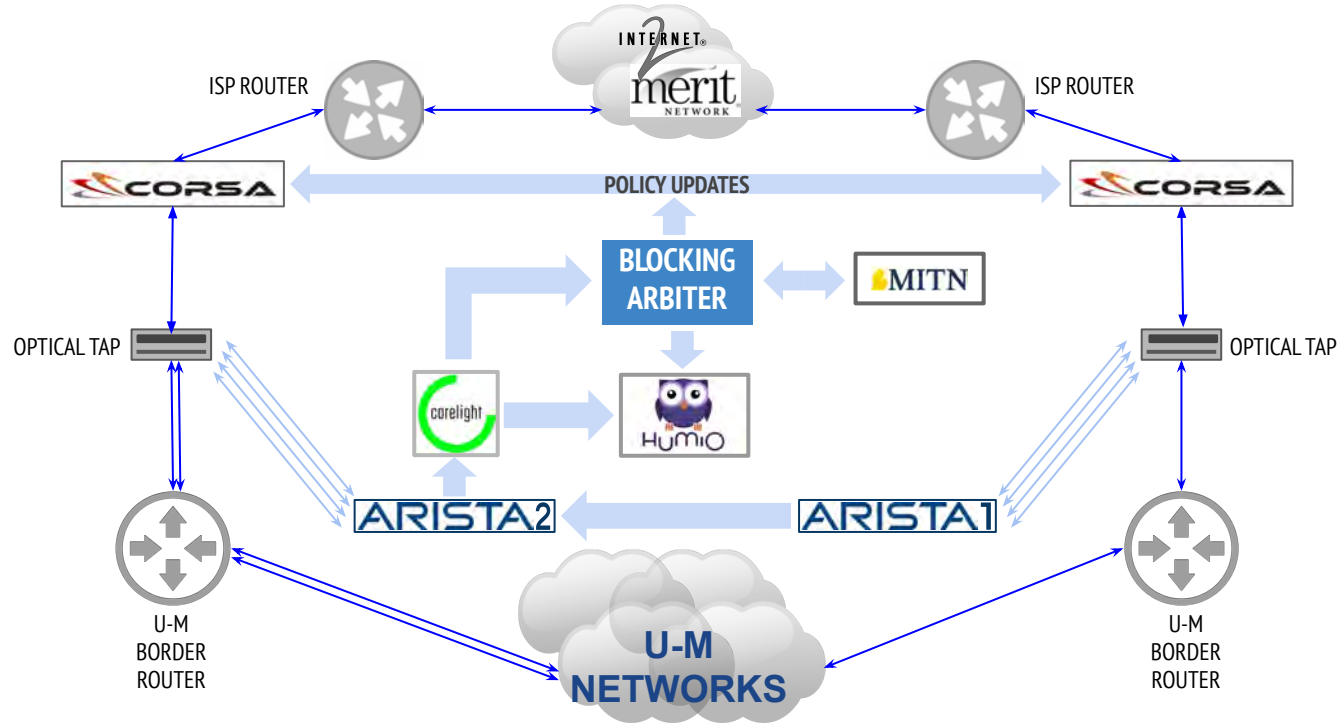 INTERNET®
2
ISP ROUTER
merit
NETWORK
ISP ROUTER
CORSA
POLICY UPDATES
CORSA
BLOCKING
ARBITER
MITN
OPTICAL TAP
OPTICAL TAP
corelight
HUMIO
ARISTA2
ARISTA1
U-M
BORDER
ROUTER
U-M
NETWORKS
U-M
BORDER
ROUTER